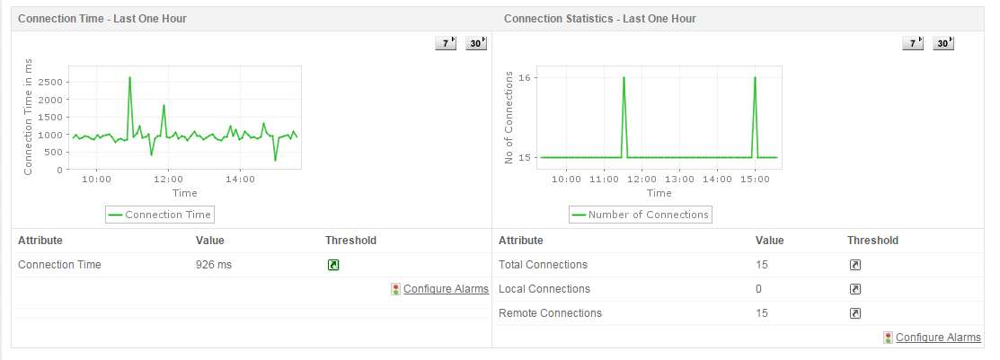 Connection Time - Last One Hour
7
30
Connection Time in ms
2500
2000
1500
1000
500
0
10:00 12:00 14:00
Time
Connection Time
Attribute Value Threshold
Connection Time 926 ms
Configure Alarms
Connection Statistics - Last One Hour
7
30
No of Connections
16
15
10:00 11:00 12:00 13:00 14:00 15:00
Time
Number of Connections
Attribute Value Threshold
Total Connections 15
Local Connections 0
Remote Connections 15
Configure Alarms